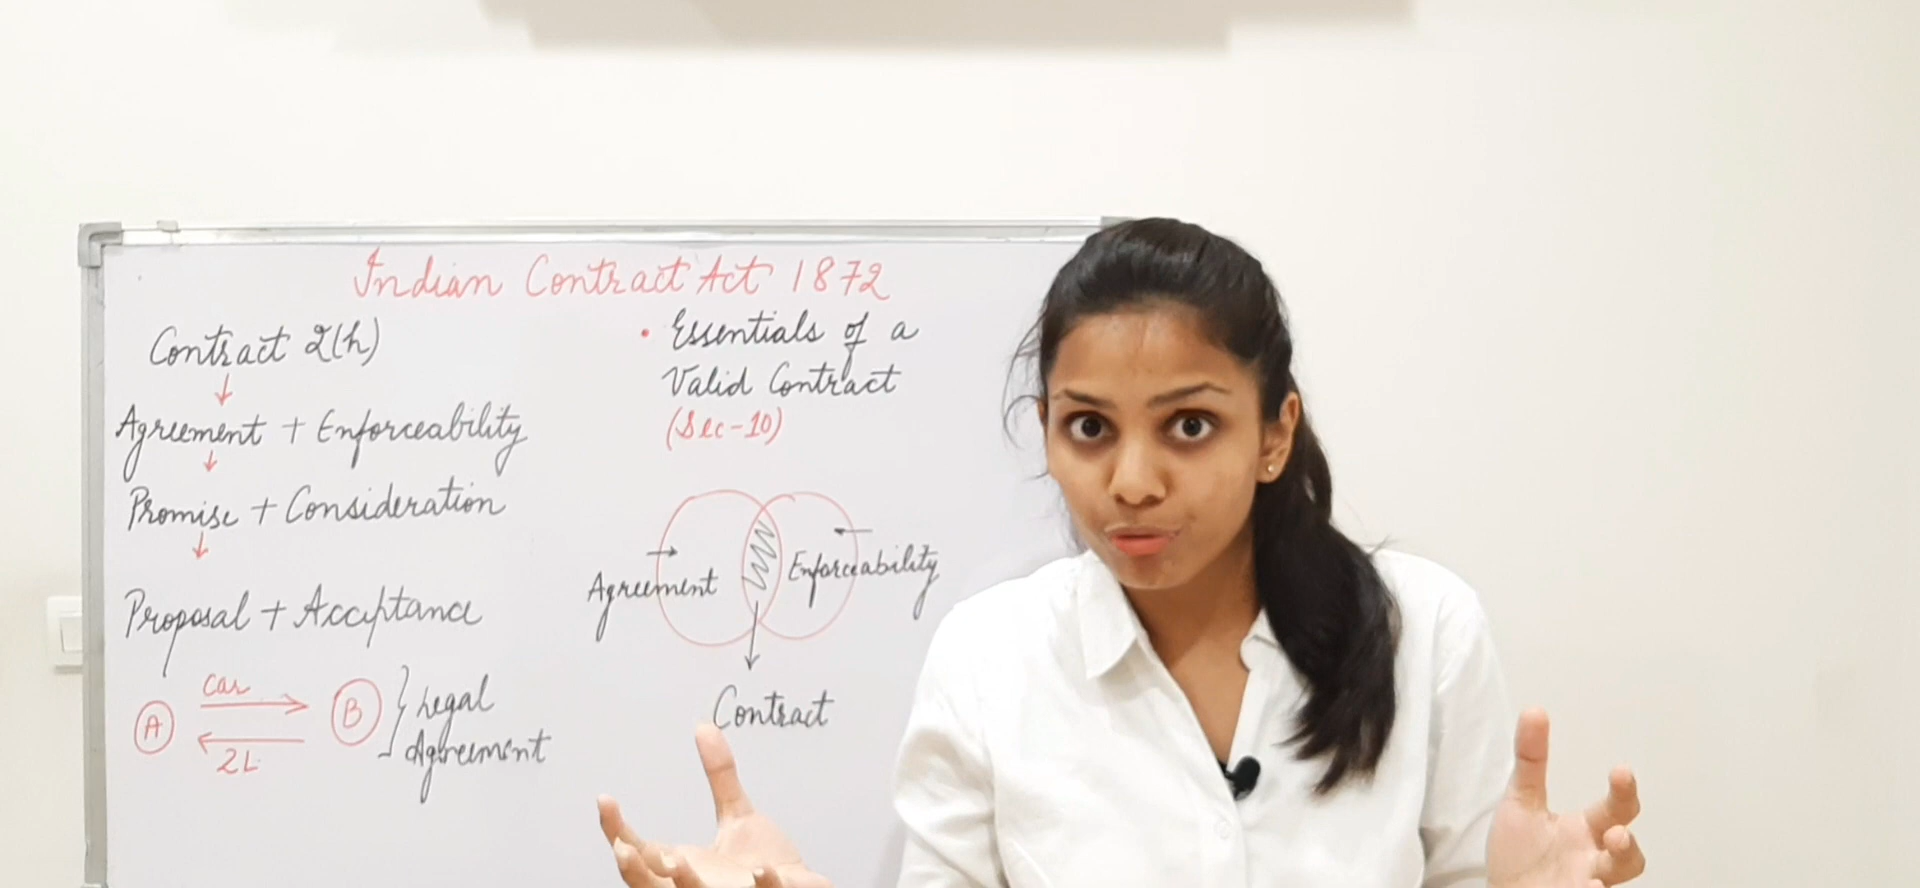 Indian Contract Act 1872
Contract 2(h)
↓
Agreement + Enforceability
↓
Promise + Consideration
↓
Proposal + Acceptance
A car → B } Legal
← 2L Agreement
• Essentials of a
Valid Contract
(Sec-10)
Agreement Enforceability
Contract